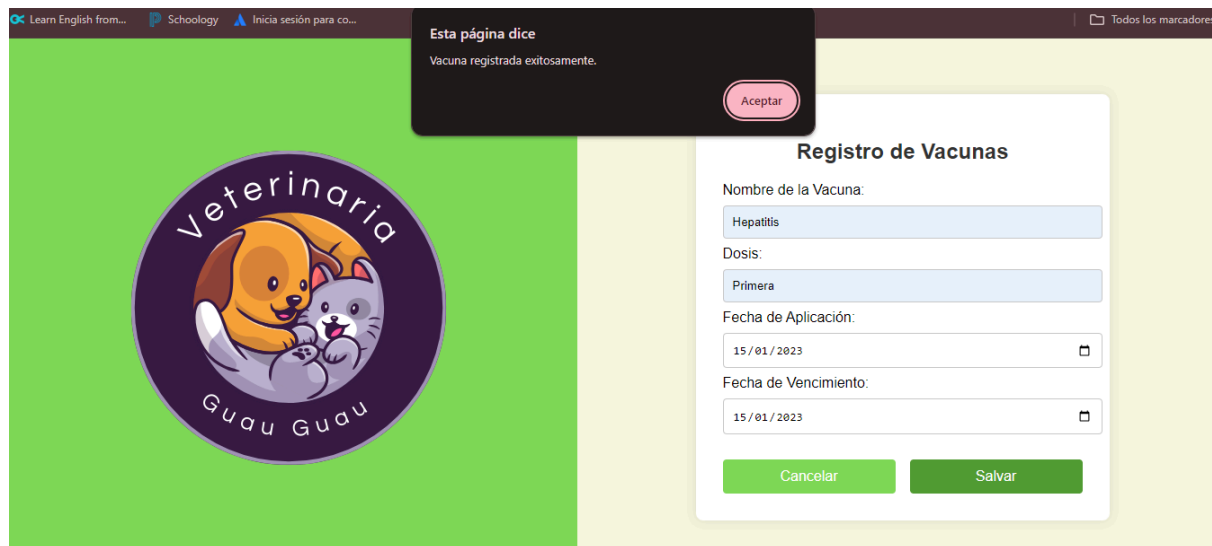 Learn English from...
Schoology
Inicia sesión para co...
Todos los marcadores
Esta página dice
Vacuna registrada exitosamente.
Aceptar
Veterinaria
Guau Guau
Registro de Vacunas
Nombre de la Vacuna:
Hepatitis
Dosis:
Primera
Fecha de Aplicación:
15/01/2023
Fecha de Vencimiento:
15/01/2023
Cancelar
Salvar